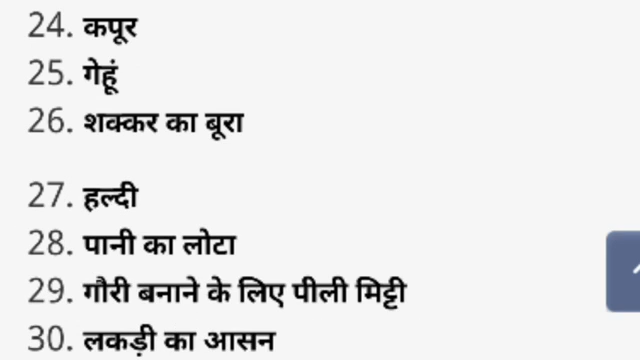 24. कपूर
25. गेहूं
26. शक्कर का बूरा
27. हल्दी
28. पानी का लोटा
29. गौरी बनाने के लिए पीली मिट्टी
30. लकड़ी का आसन